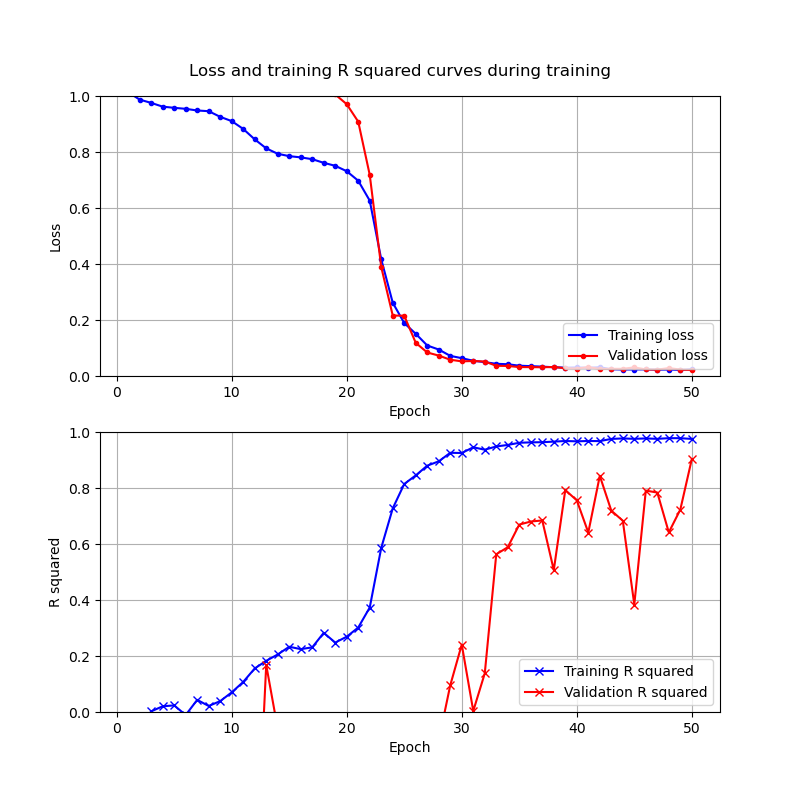 Loss and training R squared curves during training
1.0
0.8
0.6
0.4
0.2
0.0
Loss
0 10 20 30 40 50
Epoch
Training loss
Validation loss
1.0
0.8
0.6
0.4
0.2
0.0
R squared
0 10 20 30 40 50
Epoch
Training R squared
Validation R squared